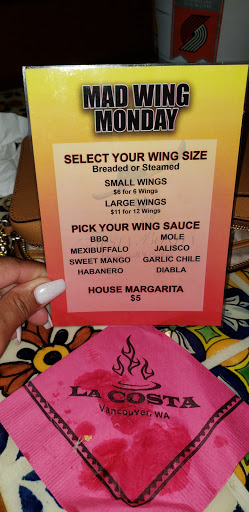 MAD WING
MONDAY
SELECT YOUR WING SIZE
Breaded or Steamed
SMALL WINGS
$6 for 6 Wings
LARGE WINGS
$11 for 12 Wings
PICK YOUR WING SAUCE
BBQ MOLE
MEXIBUFFALO JALISCO
SWEET MANGO GARLIC CHILE
HABANERO DIABLA
HOUSE MARGARITA
$5
LA COSTA
Vancouver, WA